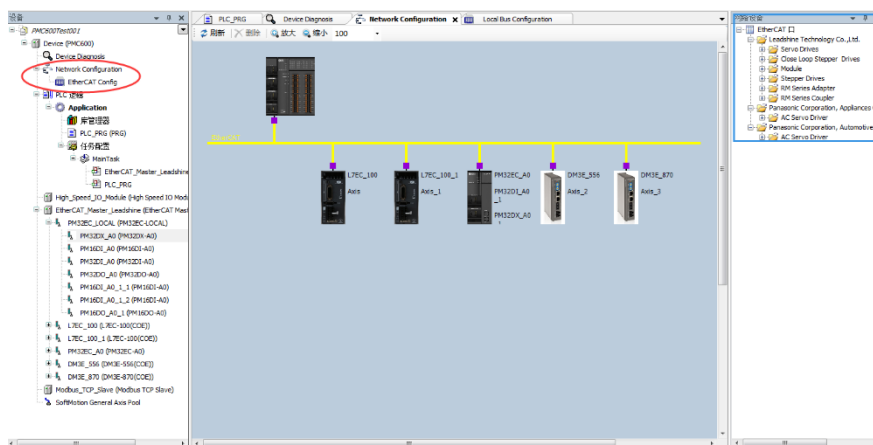 设备
PMC600Test001
Device (PMC600)
Device Diagnosis
Network Configuration
EtherCAT Config
PLC 逻辑
Application
库管理器
PLC_PRG (PRG)
任务配置
MainTask
EtherCAT_Master_Leadshine
PLC_PRG
High_Speed_IO_Module (High Speed IO Modu
EtherCAT_Master_Leadshine (EtherCAT Mast
PM32EC_LOCAL (PM32EC-LOCAL)
PM32DX_A0 (PM32DX-A0)
PM16DI_A0 (PM16DI-A0)
PM32DI_A0 (PM32DI-A0)
PM32DO_A0 (PM32DO-A0)
PM16DI_A0_1_1 (PM16DI-A0)
PM16DI_A0_1_2 (PM16DI-A0)
PM16DO_A0_1 (PM16DO-A0)
L7EC_100 (L7EC-100(COE))
L7EC_100_1 (L7EC-100(COE))
PM32EC_A0 (PM32EC-A0)
DM3E_556 (DM3E-556(COE))
DM3E_870 (DM3E-870(COE))
Modbus_TCP_Slave (Modbus TCP Slave)
SoftMotion General Axis Pool
PLC_PRG Device Diagnosis Network Configuration Local Bus Configuration
刷新 删除 放大 缩小 100
EtherCAT
L7EC_100
Axis
L7EC_100_1
Axis_1
PM32EC_A0
PM32DI_A0
_1
PM32DX_A0
DM3E_556
Axis_2
DM3E_870
Axis_3
网络设备
EtherCAT 口
Leadshine Technology Co.,Ltd.
Servo Drives
Close Loop Stepper Drives
Module
Stepper Drives
RM Series Adapter
RM Series Coupler
Panasonic Corporation, Appliances
AC Servo Driver
Panasonic Corporation, Automotive
AC Servo Driver